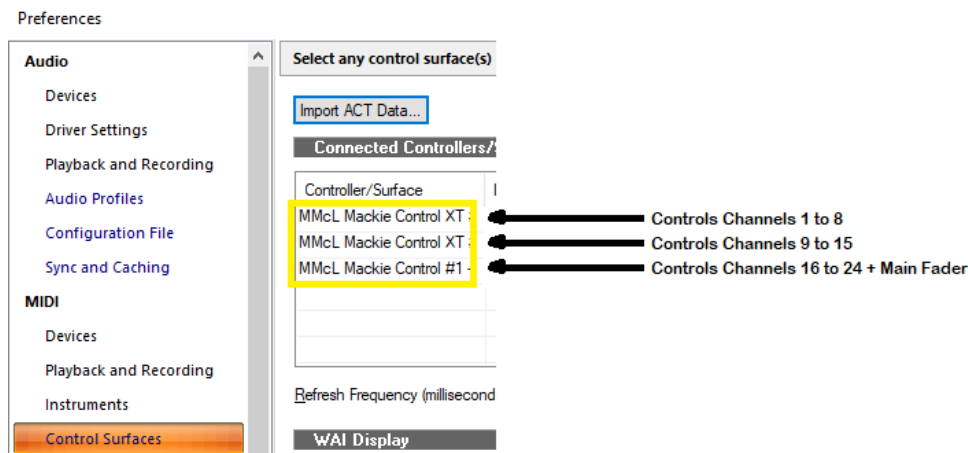 Preferences
Audio
Devices
Driver Settings
Playback and Recording
Audio Profiles
Configuration File
Sync and Caching
MIDI
Devices
Playback and Recording
Instruments
Control Surfaces
Select any control surface(s)
Import ACT Data...
Connected Controllers/
Controller/Surface
MMcL Mackie Control XT
MMcL Mackie Control XT
MMcL Mackie Control #1 -
Refresh Frequency (millisecond
WAI Display
Controls Channels 1 to 8
Controls Channels 9 to 15
Controls Channels 16 to 24 + Main Fader